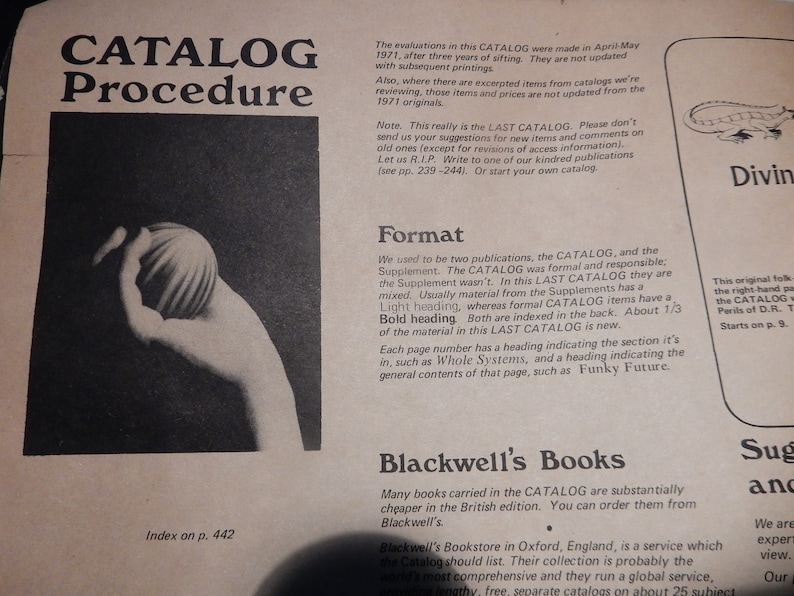 CATALOG
Procedure
Index on p. 442
The evaluations in this CATALOG were made in April-May
1971, after three years of sifting. They are not updated
with subsequent printings.
Also, where there are excerpted items from catalogs we're
reviewing, those items and prices are not updated from the
1971 originals.
Note. This really is the LAST CATALOG. Please don't
send us your suggestions for new items and comments on
old ones (except for revisions of access information).
Let us R.I.P. Write to one of our kindred publications
(see pp. 239-244). Or start your own catalog.
Format
We used to be two publications, the CATALOG, and the
Supplement. The CATALOG was formal and responsible;
the Supplement wasn't. In this LAST CATALOG they are
mixed. Usually material from the Supplements has a
Light heading, whereas formal CATALOG items have a
Bold heading. Both are indexed in the back. About 1/3
of the material in this LAST CATALOG is new.
Each page number has a heading indicating the section it's
in, such as Whole Systems, and a heading indicating the
general contents of that page, such as Funky Future.
Blackwell's Books
Many books carried in the CATALOG are substantially
cheaper in the British edition. You can order them from
Blackwell's.
Blackwell's Bookstore in Oxford, England, is a service which
the Catalog should list. Their collection is probably the
world's most comprehensive and they run a global service,
providing lengthy, free, separate catalogs on about 25 subject
Divin
This original folk-
the right-hand pa
the CATALOG
Perils of D.R. T
Starts on p. 9.
Sug
and
We are
expert
view.
Our